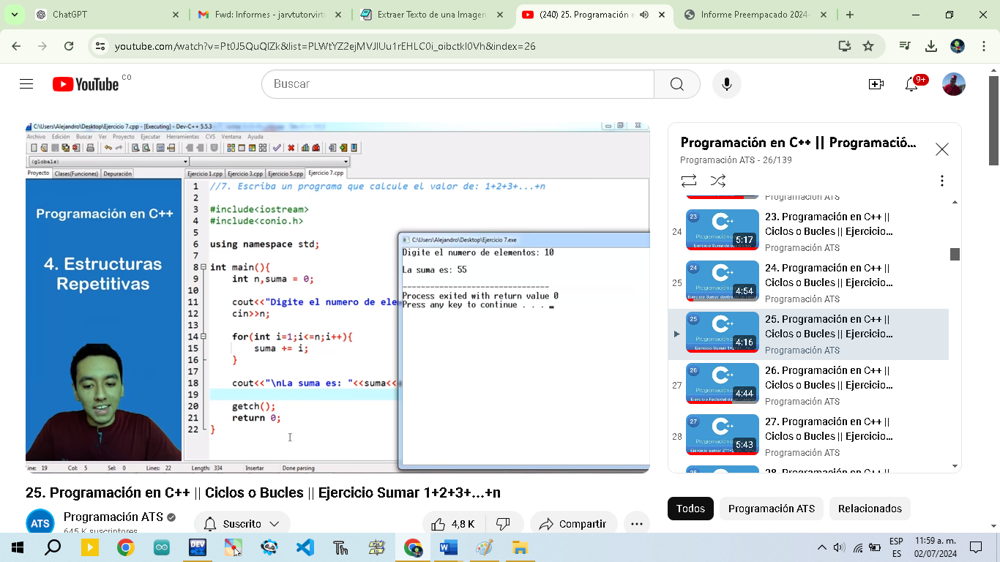 ChatGPT
Fwd: Informes - jarvtutorvirt
Extraer Texto de una Imagen
(240) 25. Programación e
Informe Preempacado 2024-
youtube.com/watch?v=Pt0J5QuQlZk&list=PLWtYZ2ejMVJlUu1rEHLC0i_oibctkl0Vh&index=26
YouTube CO
Buscar
9+
C:\Users\Alejandro\Desktop\Ejercicio 7.cpp - [Executing] - Dev-C++ 5.5.3
Archivo Edición Buscar Ver Proyecto Ejecutar Herramientas CVS Ventana Ayuda
(globals)
Proyecto Clases(Funciones) Depuración
Ejercicio 1.cpp Ejercicio 3.cpp Ejercicio 5.cpp Ejercicio 7.cpp
Programación en C++
4. Estructuras
Repetitivas
1 //7. Escriba un programa que calcule el valor de: 1+2+3+...+n
2
3 #include<iostream>
4 #include<conio.h>
5
6 using namespace std;
7
8 int main(){
9 int n,suma = 0;
10
11 cout<<"Digite el numero de ele
12 cin>>n;
13
14 for(int i=1;i<=n;i++){
15 suma += i;
16 }
17
18 cout<<"\nLa suma es: "<<suma<<
19
20 getch();
21 return 0;
22 }
C:\Users\Alejandro\Desktop\Ejercicio 7.exe
Digite el numero de elementos: 10
La suma es: 55
--------------------------------
Process exited with return value 0
Press any key to continue . . .
ine: 19 Col: 5 Sel: 0 Lines: 22 Length: 334 Insertar Done parsing
25. Programación en C++ || Ciclos o Bucles || Ejercicio Sumar 1+2+3+...+n
ATS
Programación ATS
645 K suscriptores
Suscrito
4,8 K
Compartir
Programación en C++ || Programació...
Programación ATS - 26/139
Programación ATS
24
23
C++
5:17
23. Programación en C++ ||
Ciclos o Bucles || Ejercicio...
Programación ATS
25
24
C++
4:54
24. Programación en C++ ||
Ciclos o Bucles || Ejercicio...
Programación ATS
25
C++
4:16
25. Programación en C++ ||
Ciclos o Bucles || Ejercicio...
Programación ATS
27
26
C++
4:44
26. Programación en C++ ||
Ciclos o Bucles || Ejercicio...
Programación ATS
28
27
C++
5:43
27. Programación en C++ ||
Ciclos o Bucles || Ejercicio...
Programación ATS
28. Programación en C++ ||
Todos
Programación ATS
Relacionados
DEV
ESP
ES
11:59 a. m.
02/07/2024